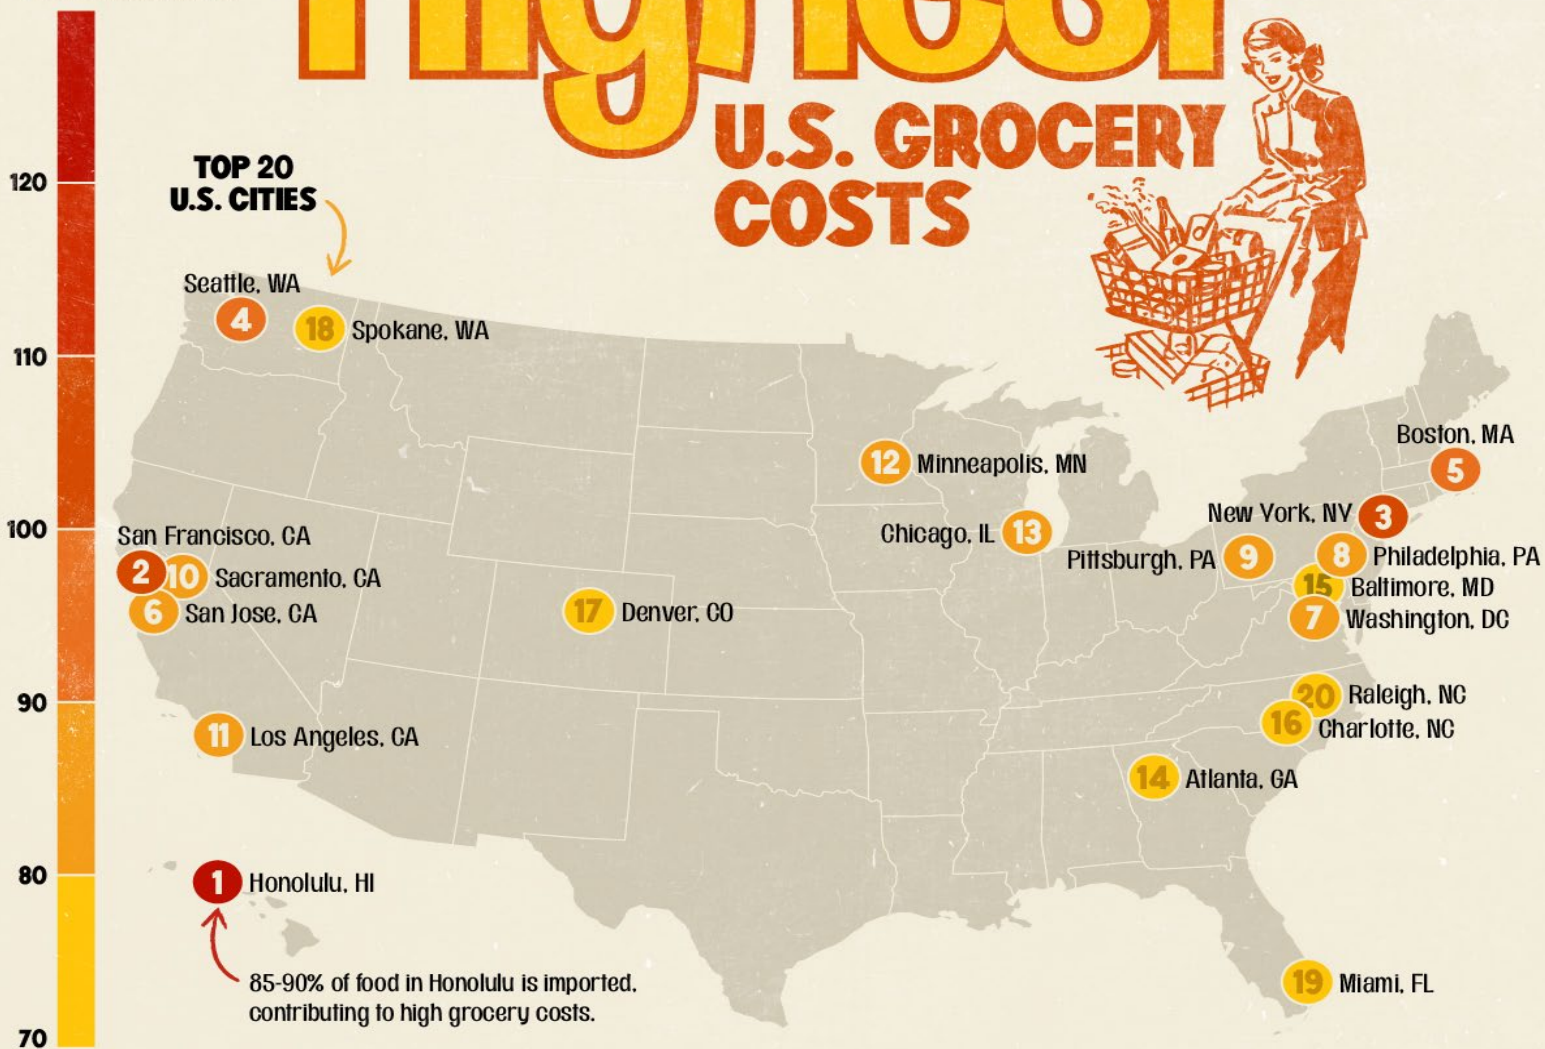 Highest
U.S. GROCERY
COSTS
TOP 20
U.S. CITIES
120
110
100
90
80
70
Seattle, WA
4
18 Spokane, WA
Boston, MA
5
12 Minneapolis, MN
New York, NY 3
Chicago, IL 13
San Francisco, CA
2
10 Sacramento, CA
6 San Jose, CA
Pittsburgh, PA 9
8 Philadelphia, PA
15 Baltimore, MD
7 Washington, DC
17 Denver, CO
20 Raleigh, NC
16 Charlotte, NC
11 Los Angeles, CA
14 Atlanta, GA
1 Honolulu, HI
85-90% of food in Honolulu is imported,
contributing to high grocery costs.
19 Miami, FL